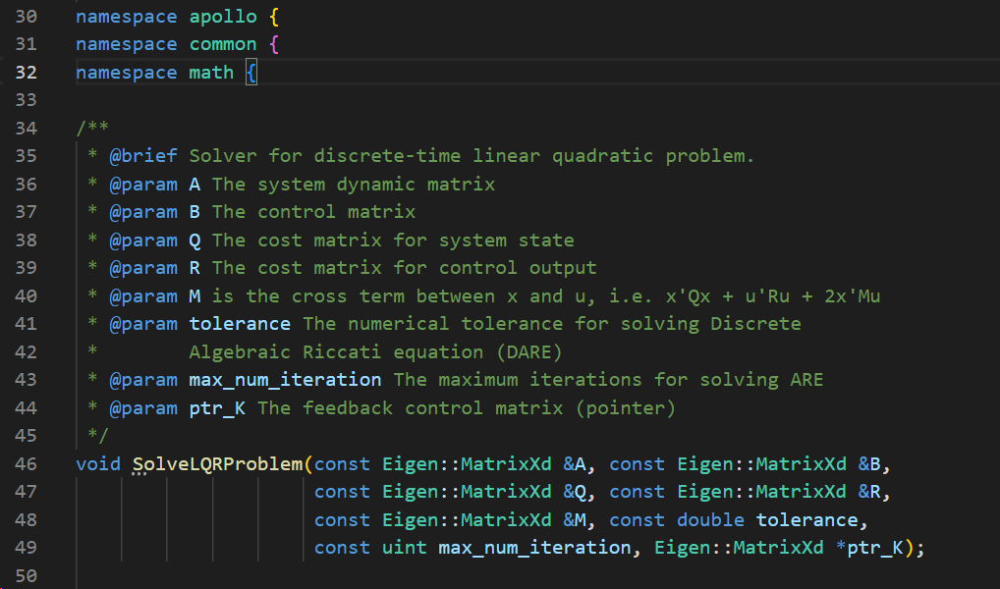 30 namespace apollo {
31 namespace common {
32 namespace math {
33
34 /**
35  * @brief Solver for discrete-time linear quadratic problem.
36  * @param A The system dynamic matrix
37  * @param B The control matrix
38  * @param Q The cost matrix for system state
39  * @param R The cost matrix for control output
40  * @param M is the cross term between x and u, i.e. x'Qx + u'Ru + 2x'Mu
41  * @param tolerance The numerical tolerance for solving Discrete
42  *        Algebraic Riccati equation (DARE)
43  * @param max_num_iteration The maximum iterations for solving ARE
44  * @param ptr_K The feedback control matrix (pointer)
45  */
46 void SolveLQRProblem(const Eigen::MatrixXd &A, const Eigen::MatrixXd &B,
47                      const Eigen::MatrixXd &Q, const Eigen::MatrixXd &R,
48                      const Eigen::MatrixXd &M, const double tolerance,
49                      const uint max_num_iteration, Eigen::MatrixXd *ptr_K);
50